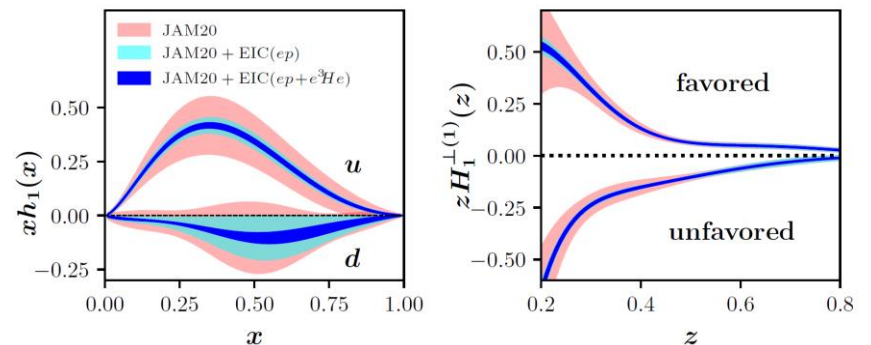 JAM20
JAM20 + EIC(ep)
JAM20 + EIC(ep+e³He)
xh₁(x)
0.50
0.25
0.00
−0.25
u
d
0.00 0.25 0.50 0.75 1.00
x
zH₁^⊥(1)(z)
0.50
0.25
0.00
−0.25
−0.50
favored
unfavored
0.2 0.4 0.6 0.8
z